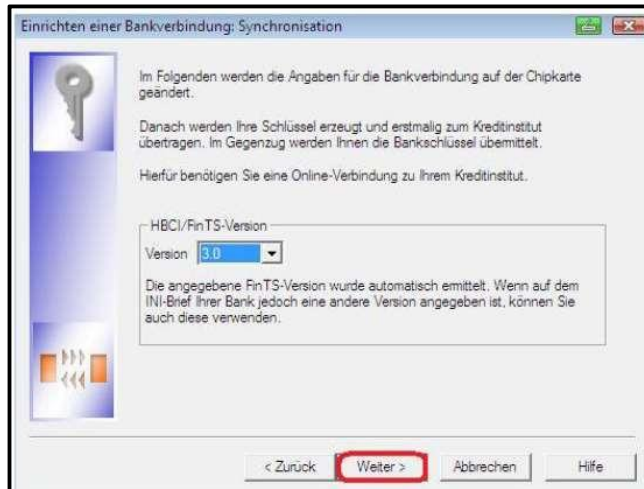 Einrichten einer Bankverbindung: Synchronisation
Im Folgenden werden die Angaben für die Bankverbindung auf der Chipkarte
geändert.
Danach werden Ihre Schlüssel erzeugt und erstmalig zum Kreditinstitut
übertragen. Im Gegenzug werden Ihnen die Bankschlüssel übermittelt.
Hierfür benötigen Sie eine Online-Verbindung zu Ihrem Kreditinstitut.
HBCI/FinTS-Version
Version 3.0
Die angegebene FinTS-Version wurde automatisch ermittelt. Wenn auf dem
INI-Brief Ihrer Bank jedoch eine andere Version angegeben ist, können Sie
auch diese verwenden.
< Zurück Weiter > Abbrechen Hilfe